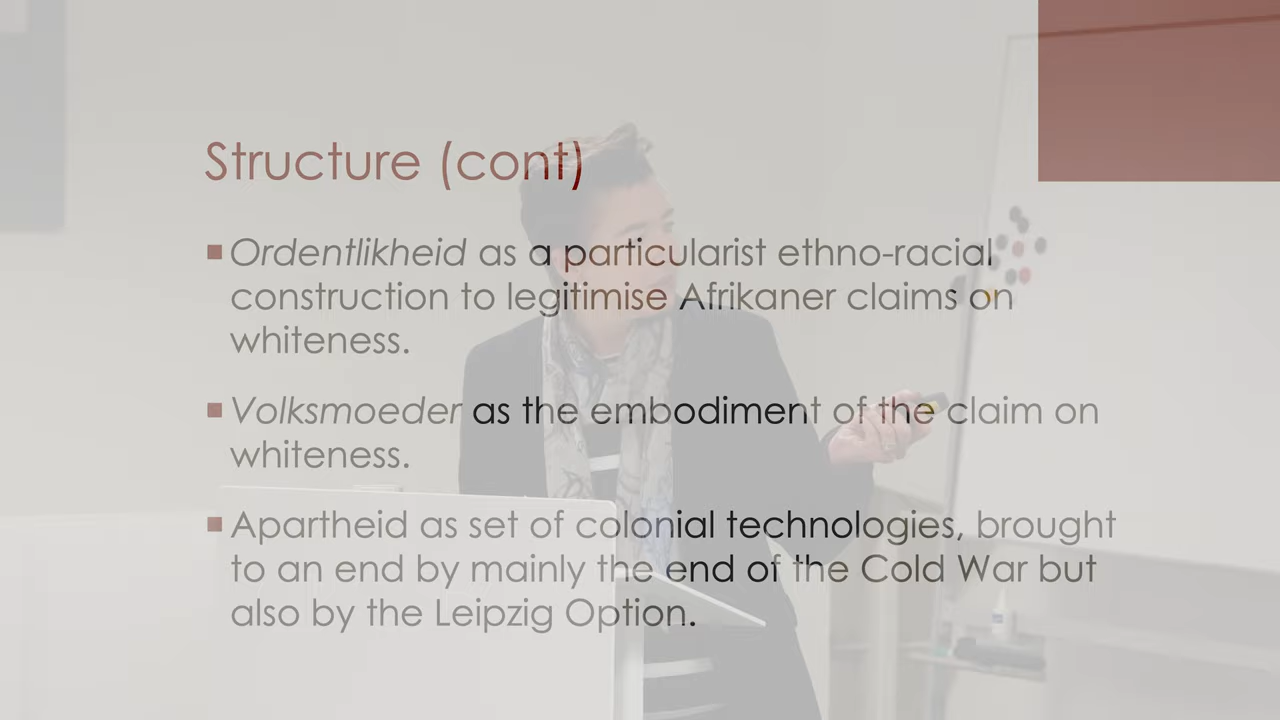 Structure (cont)
Ordentlikheid as a particularist ethno-racial
construction to legitimise Afrikaner claims on
whiteness.
Volksmoeder as the embodiment of the claim on
whiteness.
Apartheid as set of colonial technologies, brought
to an end by mainly the end of the Cold War but
also by the Leipzig Option.